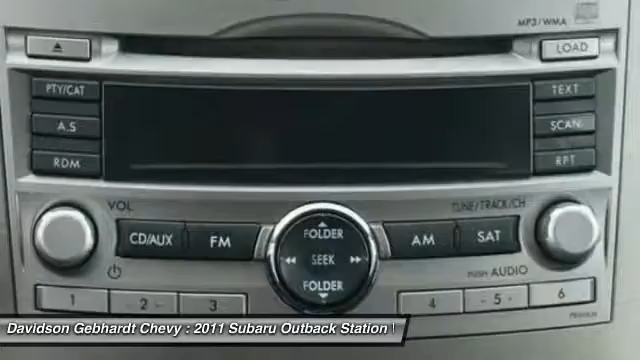 MP3/WMA
LOAD
PTY/CAT
TEXT
A.S
SCAN
RDM
RPT
VOL
TUNE/TRACK/CH
CD/AUX
FM
FOLDER
SEEK
FOLDER
AM
SAT
PUSH AUDIO
1
2
3
4
5
6
Davidson Gebhardt Chevy : 2011 Subaru Outback Station